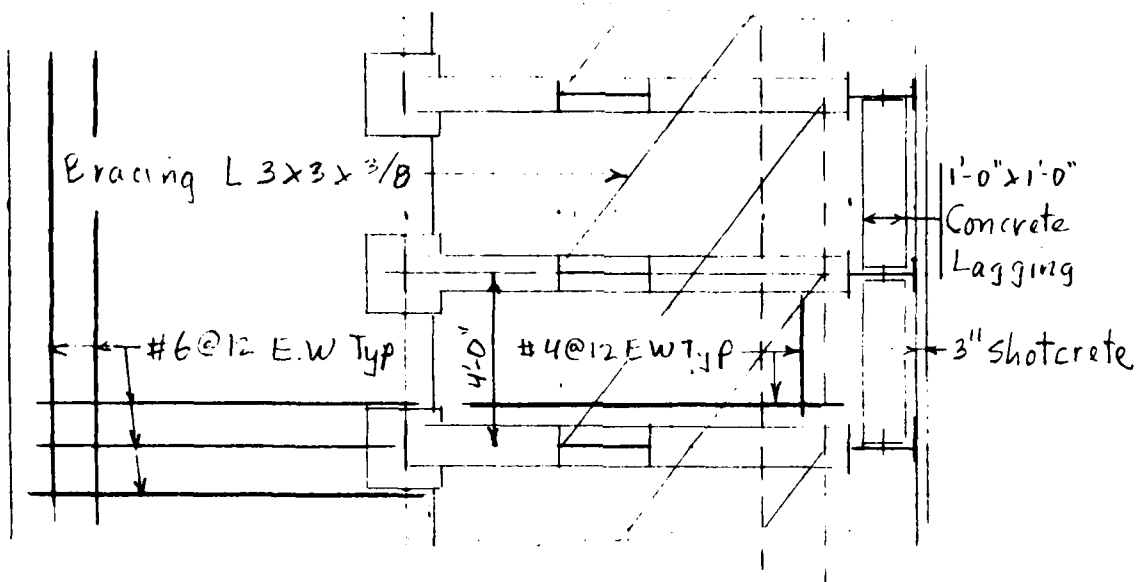 Bracing L 3x3x3/8
1'-0"x1'-0"
Concrete
Lagging
#6@12 E.W Typ
4'-0"
#4@12 EW Typ
3" Shotcrete